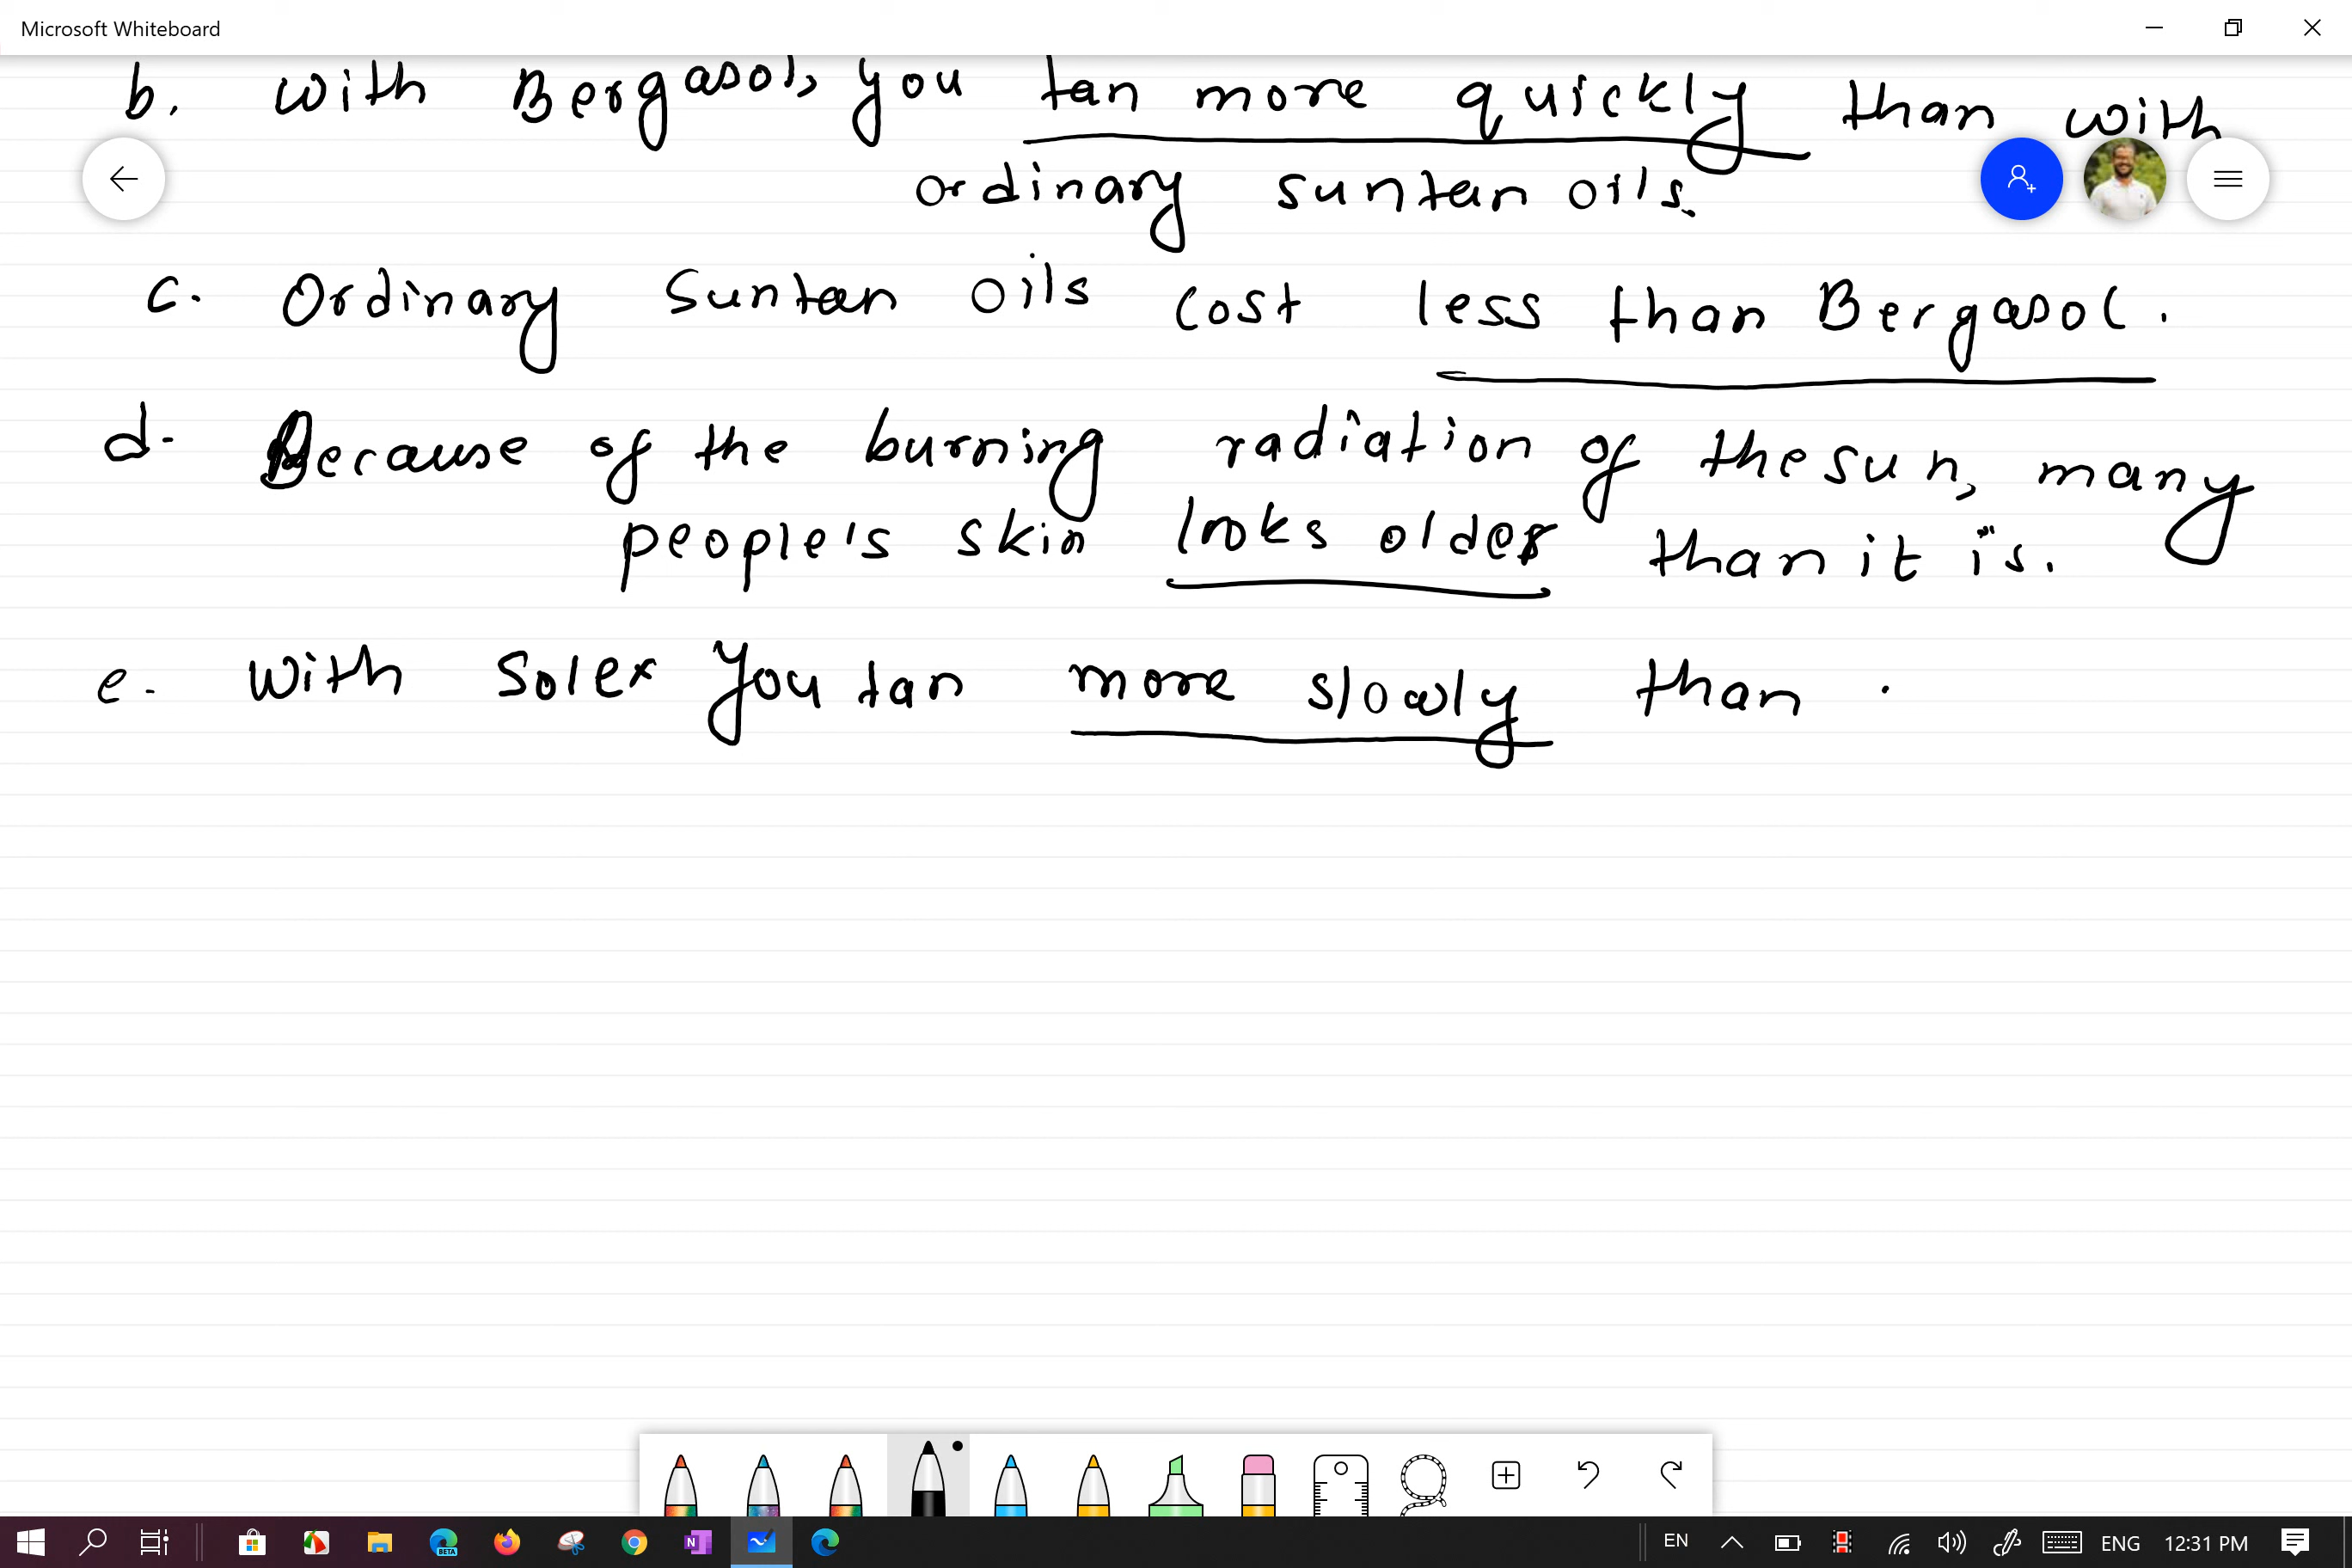 Microsoft Whiteboard
b. With Bergasol, you tan more quickly than with
ordinary suntan oils.
c. Ordinary Suntan oils cost less than Bergasol.
d. Because of the burning radiation of the sun, many
people's skin looks older than it is.
e. With Solex You tan more slowly than .
BETA
N
EN
ENG
12:31 PM